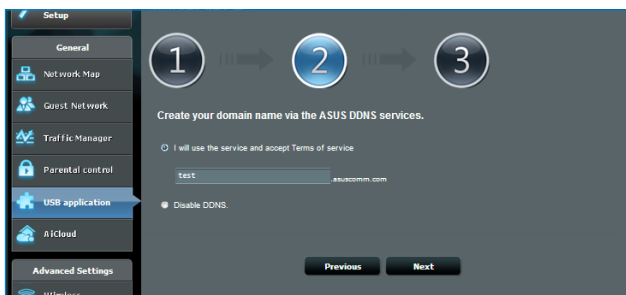 Setup
General
Network Map
Guest Network
Traffic Manager
Parental control
USB application
AiCloud
Advanced Settings
Wireless
1
2
3
Create your domain name via the ASUS DDNS services.
I will use the service and accept Terms of service
test .asuscomm.com
Disable DDNS.
Previous Next